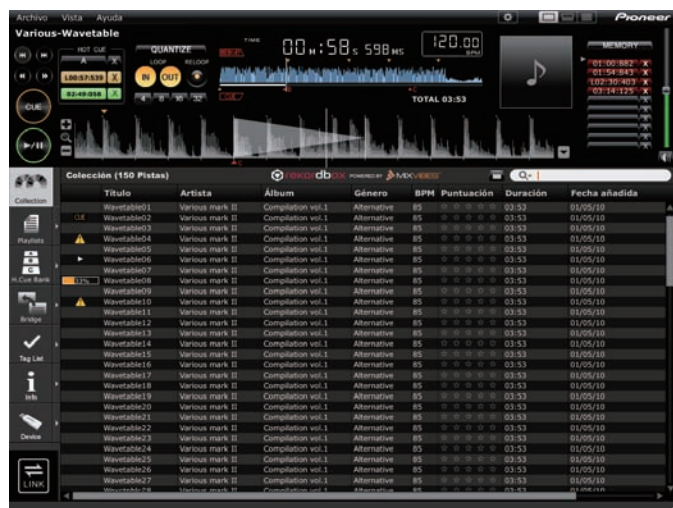 Archivo Vista Ayuda Pioneer
Various-Wavetable
HOT CUE QUANTIZE TIME 00 M : 58 s 598 MS 120.00 BPM MEMORY
A X LOOP RELOOP
L00:57:539 X IN OUT 01:00:882 X
02:49:058 X 01:54:843 X
L02:30:403 X
03:14:125 X
4 8 16 32 CUE TOTAL 03:53
CUE
Colección (150 Pistas) rekordbox POWERED BY MIXVIBES
Título Artista Álbum Género BPM Puntuación Duración Fecha añadida
Wavetable01 Various mark II Compilation vol.1 Alternative 85 03:53 01/05/10
CUE Wavetable02 Various mark II Compilation vol.1 Alternative 85 03:53 01/05/10
Wavetable03 Various mark II Compilation vol.1 Alternative 85 03:53 01/05/10
Wavetable04 Various mark II Compilation vol.1 Alternative 85 03:53 01/05/10
Wavetable05 Various mark II Compilation vol.1 Alternative 85 03:53 01/05/10
Wavetable06 Various mark II Compilation vol.1 Alternative 85 03:53 01/05/10
Wavetable07 Various mark II Compilation vol.1 Alternative 85 03:53 01/05/10
Wavetable08 Various mark II Compilation vol.1 Alternative 85 03:53 01/05/10
Wavetable09 Various mark II Compilation vol.1 Alternative 85 03:53 01/05/10
Wavetable10 Various mark II Compilation vol.1 Alternative 85 03:53 01/05/10
Wavetable11 Various mark II Compilation vol.1 Alternative 85 03:53 01/05/10
Wavetable12 Various mark II Compilation vol.1 Alternative 85 03:53 01/05/10
Wavetable13 Various mark II Compilation vol.1 Alternative 85 03:53 01/05/10
Wavetable14 Various mark II Compilation vol.1 Alternative 85 03:53 01/05/10
Wavetable15 Various mark II Compilation vol.1 Alternative 85 03:53 01/05/10
Wavetable16 Various mark II Compilation vol.1 Alternative 85 03:53 01/05/10
Wavetable17 Various mark II Compilation vol.1 Alternative 85 03:53 01/05/10
Wavetable18 Various mark II Compilation vol.1 Alternative 85 03:53 01/05/10
Wavetable19 Various mark II Compilation vol.1 Alternative 85 03:53 01/05/10
Wavetable20 Various mark II Compilation vol.1 Alternative 85 03:53 01/05/10
Wavetable21 Various mark II Compilation vol.1 Alternative 85 03:53 01/05/10
Wavetable22 Various mark II Compilation vol.1 Alternative 85 03:53 01/05/10
Wavetable23 Various mark II Compilation vol.1 Alternative 85 03:53 01/05/10
Wavetable24 Various mark II Compilation vol.1 Alternative 85 03:53 01/05/10
Wavetable25 Various mark II Compilation vol.1 Alternative 85 03:53 01/05/10
Wavetable26 Various mark II Compilation vol.1 Alternative 85 03:53 01/05/10
Wavetable27 Various mark II Compilation vol.1 Alternative 85 03:53 01/05/10
Collection
Playlists
H.Cue Bank
Bridge
Tag List
Info
Device
LINK